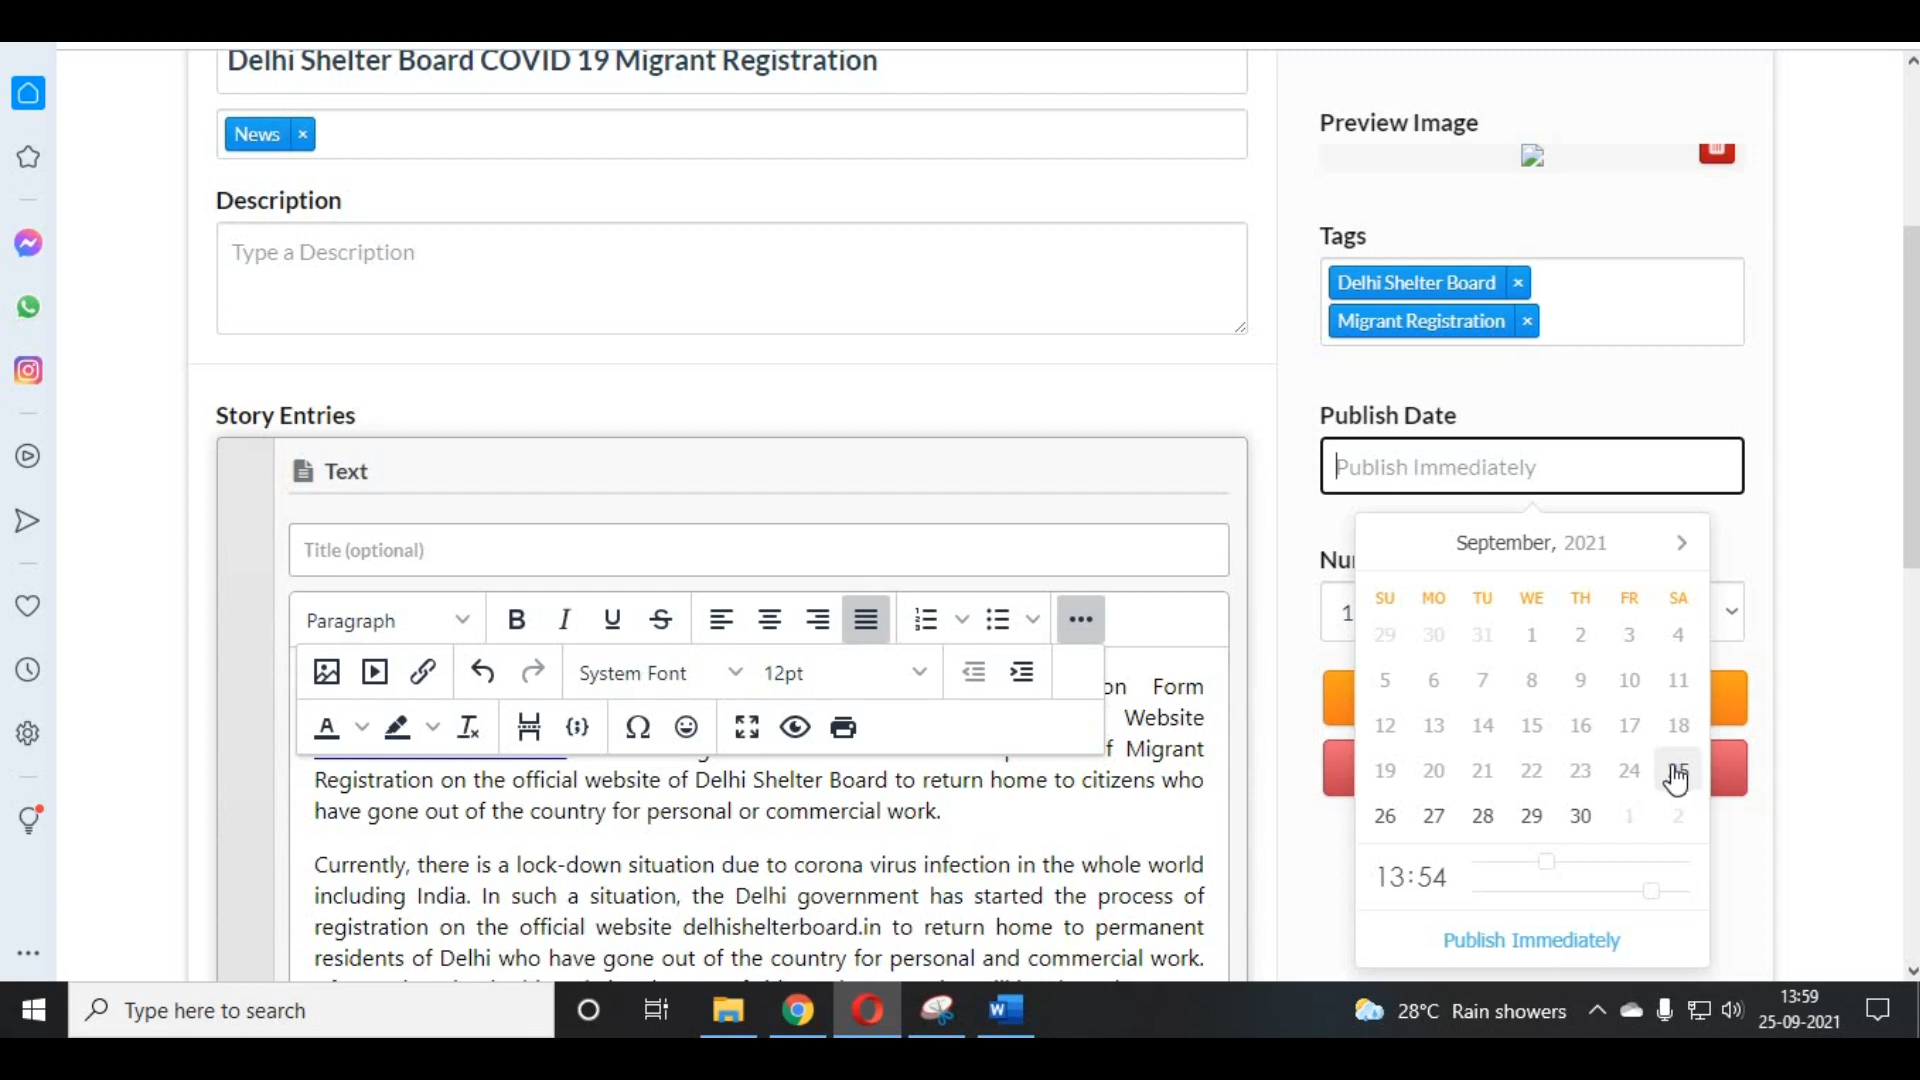 Delhi Shelter Board COVID 19 Migrant Registration
News ×
Description
Type a Description
Story Entries
Text
Title (optional)
Paragraph
B I U S
System Font
12pt
A
on Form
Website
f Migrant
Registration on the official website of Delhi Shelter Board to return home to citizens who
have gone out of the country for personal or commercial work.
Currently, there is a lock-down situation due to corona virus infection in the whole world
including India. In such a situation, the Delhi government has started the process of
registration on the official website delhishelterboard.in to return home to permanent
residents of Delhi who have gone out of the country for personal and commercial work.
Preview Image
Tags
Delhi Shelter Board ×
Migrant Registration ×
Publish Date
Publish Immediately
Nu
1
September, 2021
SU MO TU WE TH FR SA
29 30 31 1 2 3 4
5 6 7 8 9 10 11
12 13 14 15 16 17 18
19 20 21 22 23 24 25
26 27 28 29 30 1 2
13:54
Publish Immediately
Type here to search
28°C Rain showers
13:59
25-09-2021